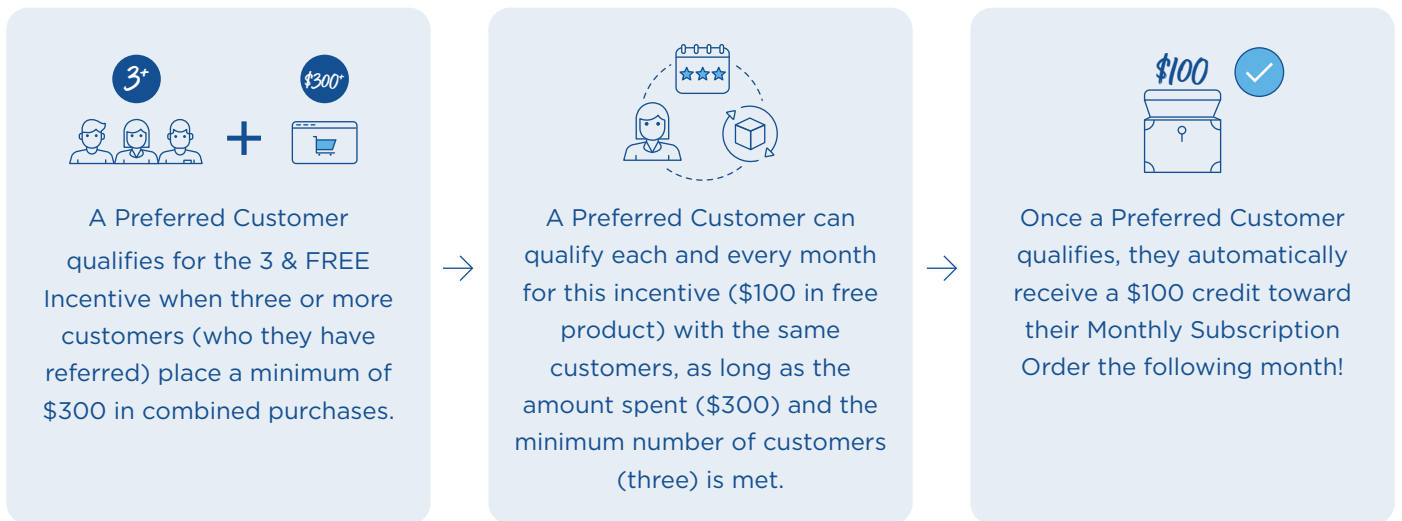 3+
$300+
A Preferred Customer
qualifies for the 3 & FREE
Incentive when three or more
customers (who they have
referred) place a minimum of
$300 in combined purchases.
A Preferred Customer can
qualify each and every month
for this incentive ($100 in free
product) with the same
customers, as long as the
amount spent ($300) and the
minimum number of customers
(three) is met.
$100
Once a Preferred Customer
qualifies, they automatically
receive a $100 credit toward
their Monthly Subscription
Order the following month!